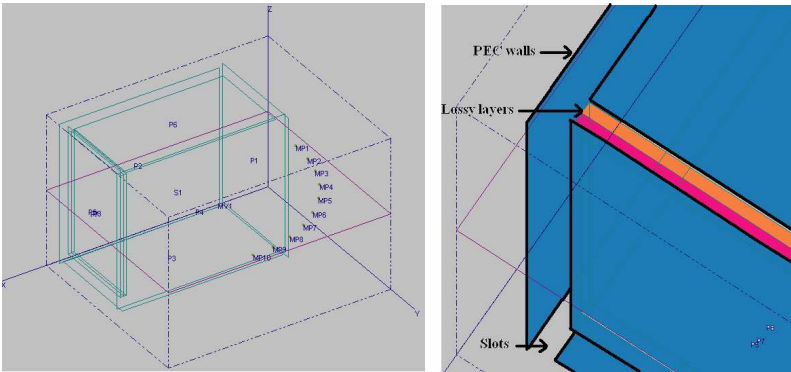 Z
P6
MP1
P2
P1
MP2
MP3
MP4
S1
MP5
P4
MV1
MP6
MP7
MP8
MP9
P3
MP10
X
Y
PEC walls
Lossy layers
Slots